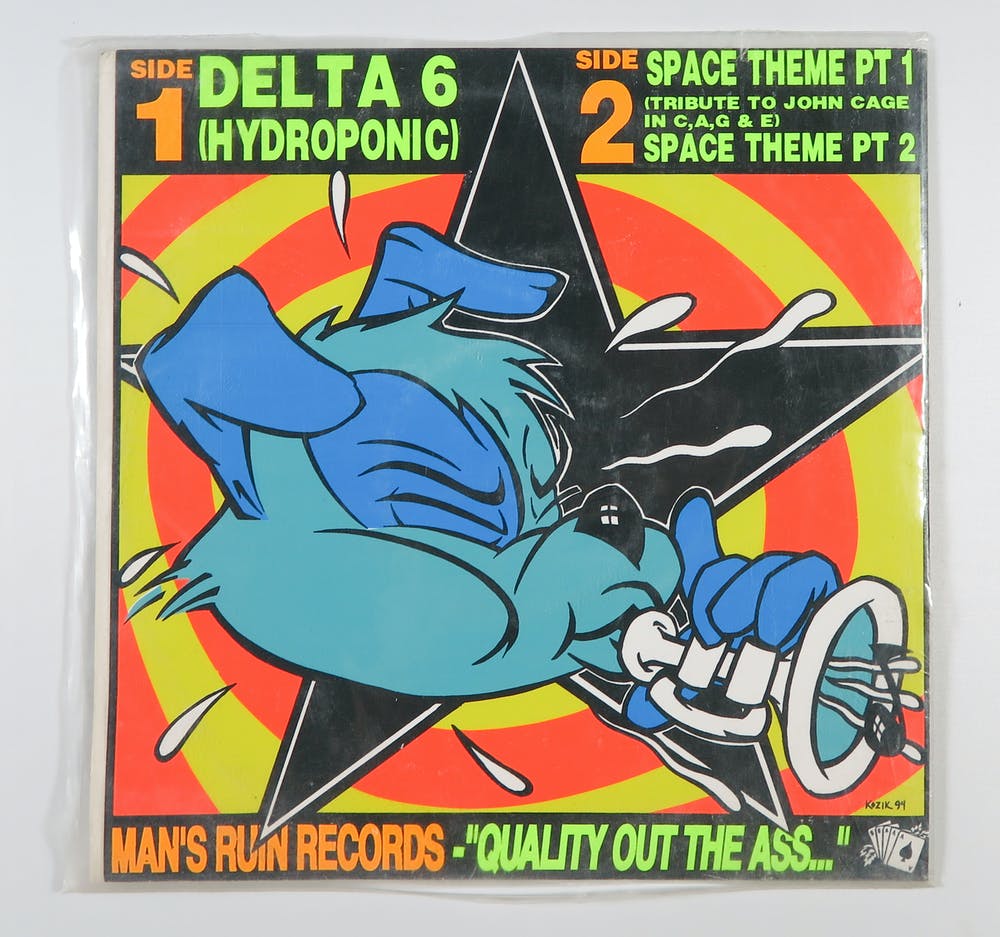 SIDE
1
DELTA 6
(HYDROPONIC)
SIDE
2
SPACE THEME PT 1
(TRIBUTE TO JOHN CAGE
IN C,A,G & E)
SPACE THEME PT 2
KOZIK 94
MAN'S RUIN RECORDS - "QUALITY OUT THE ASS..."
A